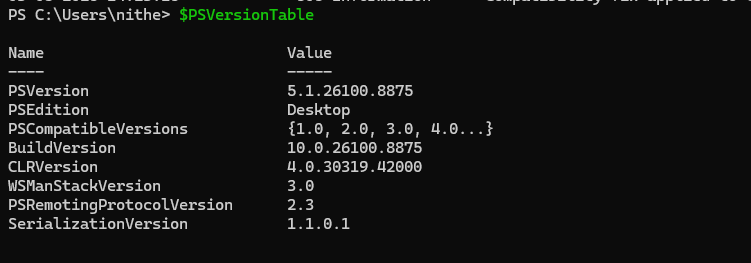 PS C:\Users\nithe> $PSVersionTable
Name Value
---- -----
PSVersion 5.1.26100.8875
PSEdition Desktop
PSCompatibleVersions {1.0, 2.0, 3.0, 4.0...}
BuildVersion 10.0.26100.8875
CLRVersion 4.0.30319.42000
WSManStackVersion 3.0
PSRemotingProtocolVersion 2.3
SerializationVersion 1.1.0.1